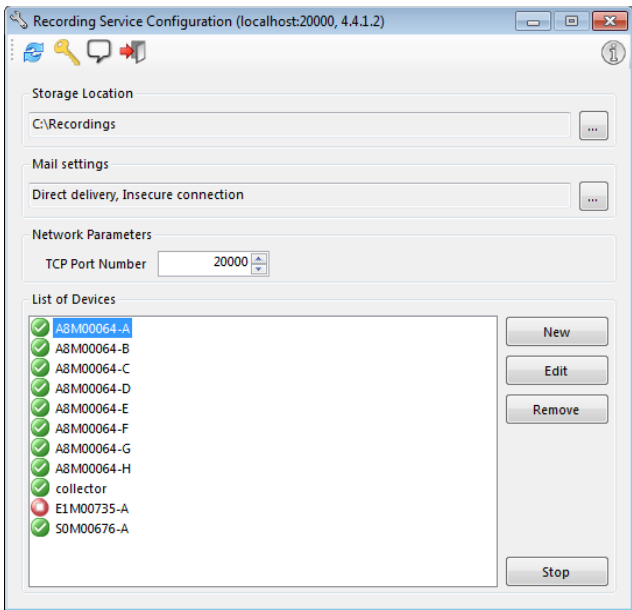 Recording Service Configuration (localhost:20000, 4.4.1.2)
Storage Location
C:\Recordings
...
Mail settings
Direct delivery, Insecure connection
...
Network Parameters
TCP Port Number 20000
List of Devices
A8M00064-A
A8M00064-B
A8M00064-C
A8M00064-D
A8M00064-E
A8M00064-F
A8M00064-G
A8M00064-H
collector
E1M00735-A
S0M00676-A
New
Edit
Remove
Stop